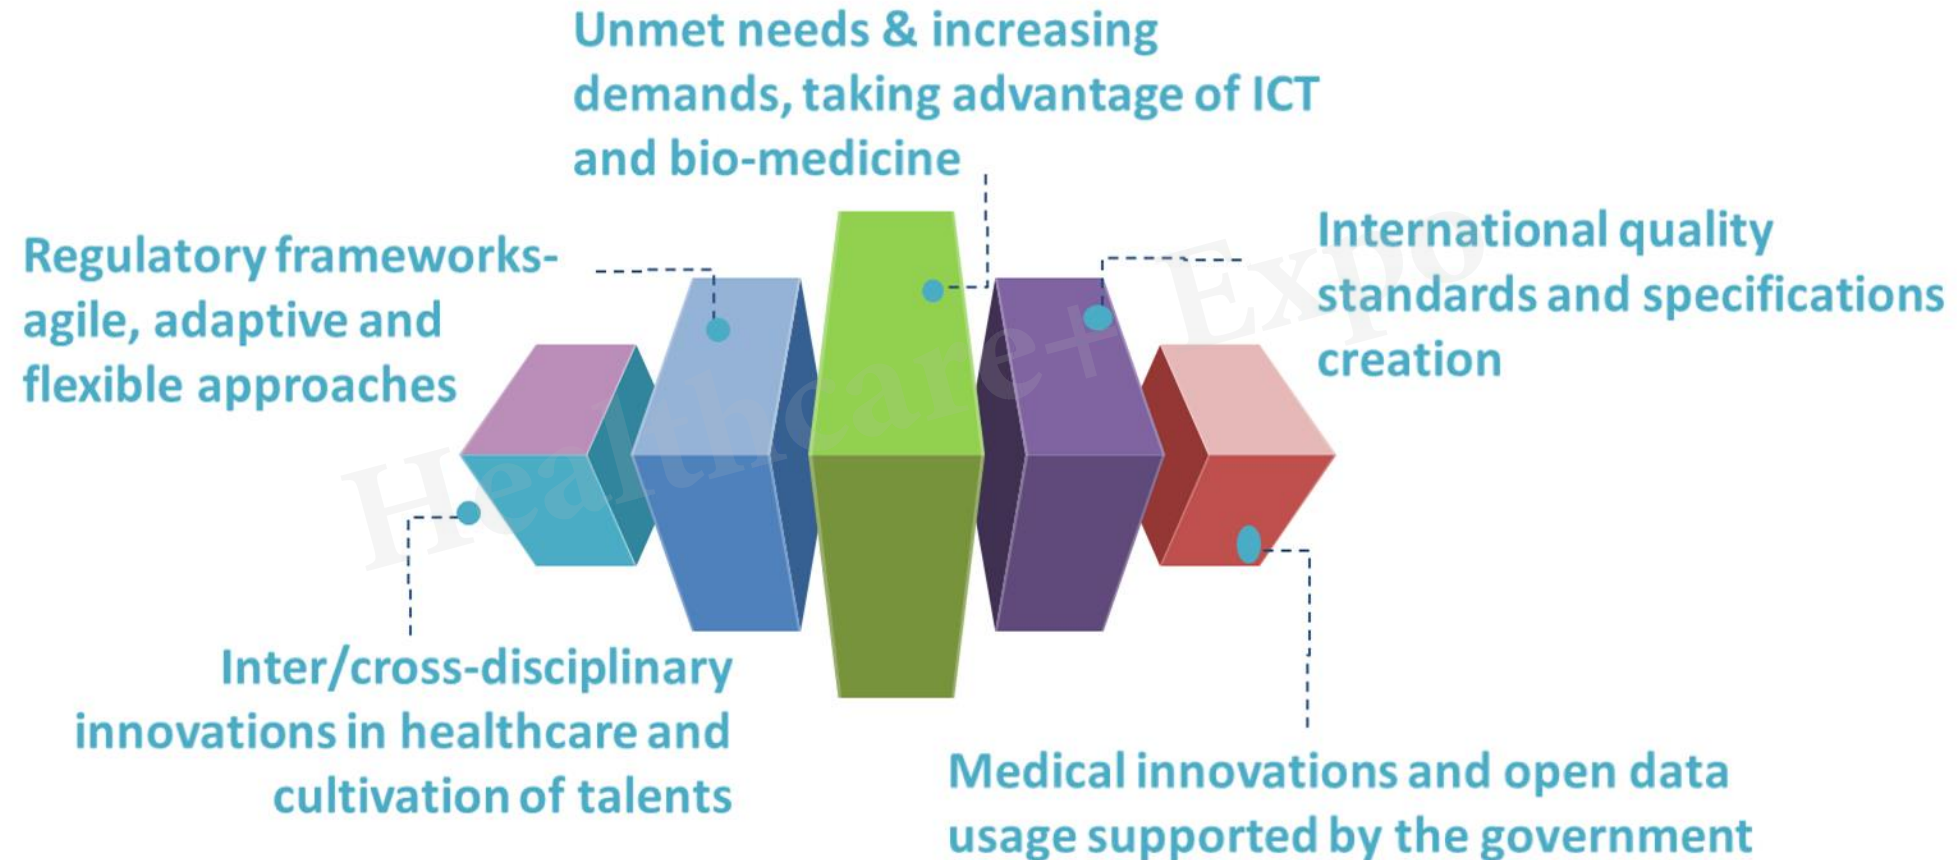 Unmet needs & increasing
demands, taking advantage of ICT
and bio-medicine
Regulatory frameworks-
agile, adaptive and
flexible approaches
International quality
standards and specifications
creation
Inter/cross-disciplinary
innovations in healthcare and
cultivation of talents
Medical innovations and open data
usage supported by the government
Healthcare+ Expo